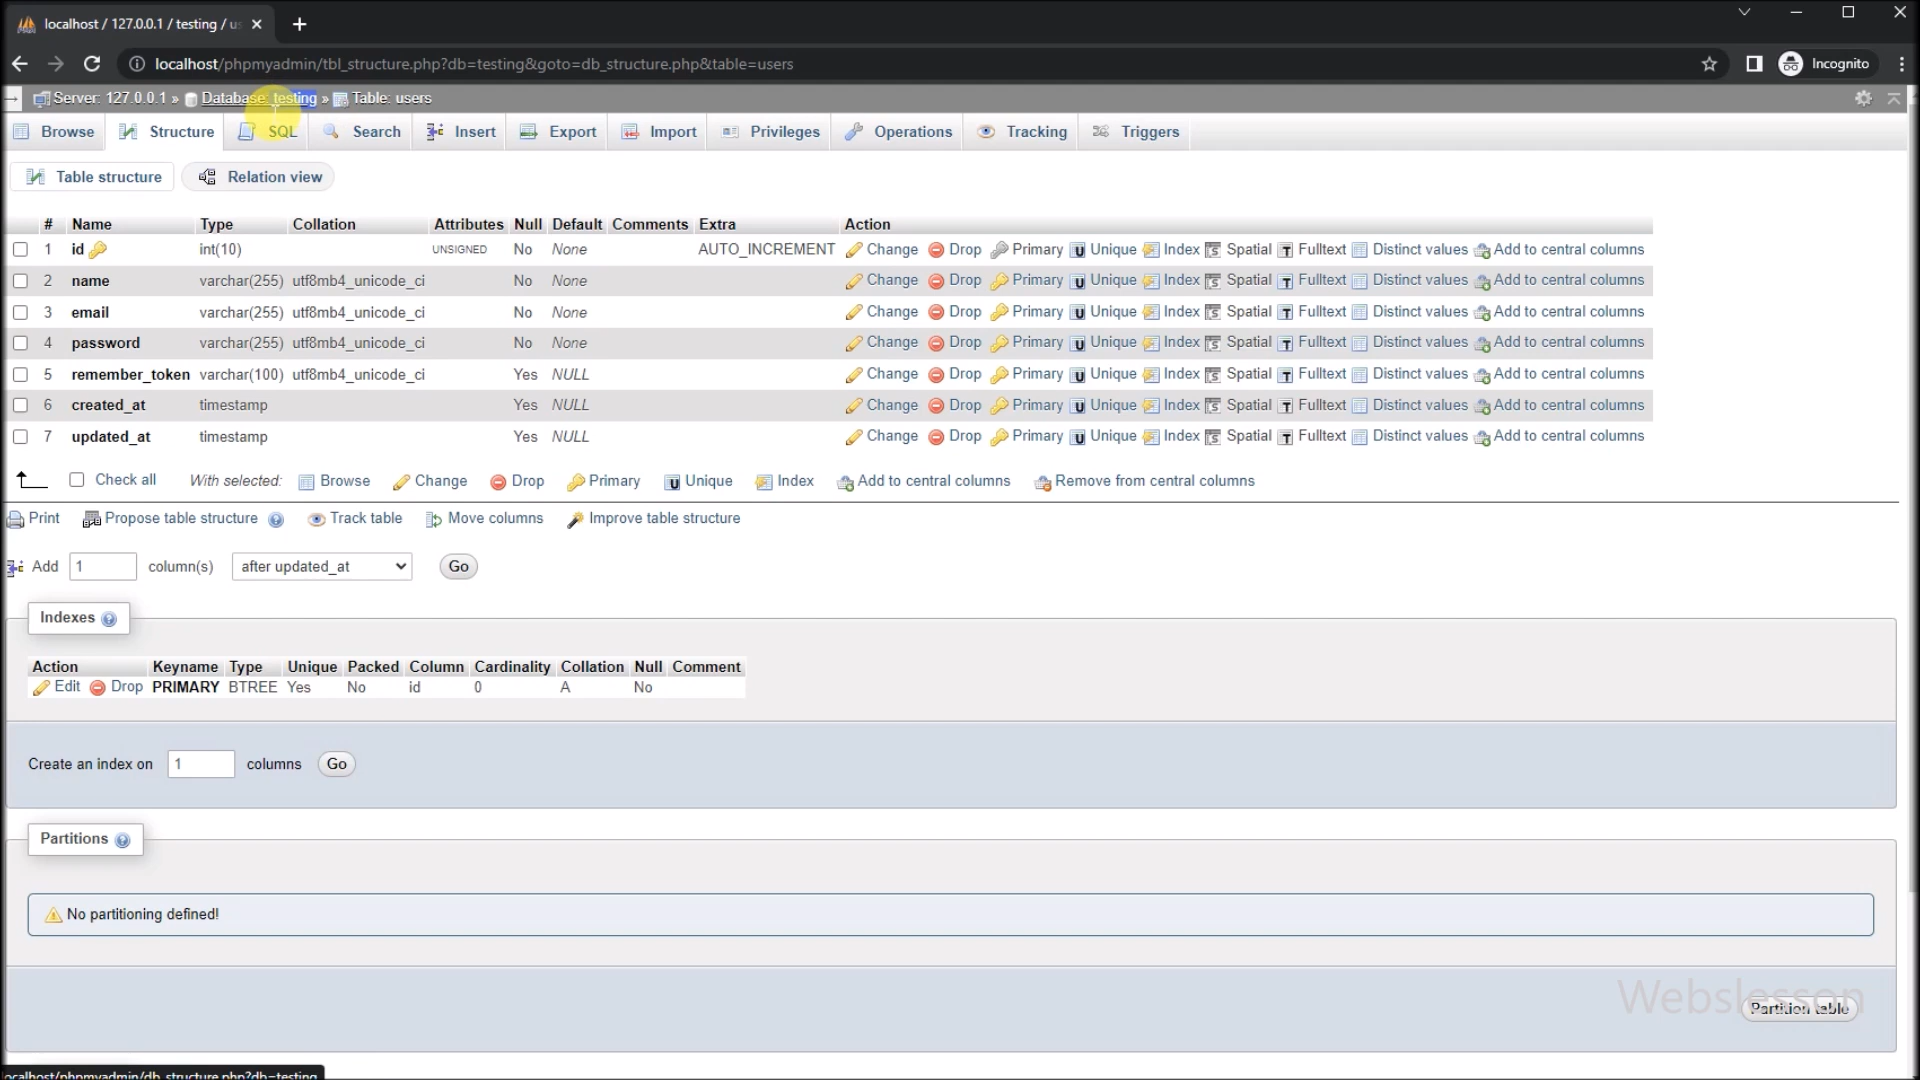 localhost / 127.0.0.1 / testing / us
localhost/phpmyadmin/tbl_structure.php?db=testing&goto=db_structure.php&table=users
Incognito
Server: 127.0.0.1 » Database: testing » Table: users
Browse Structure SQL Search Insert Export Import Privileges Operations Tracking Triggers
Table structure Relation view
# Name Type Collation Attributes Null Default Comments Extra Action
1 id int(10) UNSIGNED No None AUTO_INCREMENT Change Drop Primary Unique Index Spatial Fulltext Distinct values Add to central columns
2 name varchar(255) utf8mb4_unicode_ci No None Change Drop Primary Unique Index Spatial Fulltext Distinct values Add to central columns
3 email varchar(255) utf8mb4_unicode_ci No None Change Drop Primary Unique Index Spatial Fulltext Distinct values Add to central columns
4 password varchar(255) utf8mb4_unicode_ci No None Change Drop Primary Unique Index Spatial Fulltext Distinct values Add to central columns
5 remember_token varchar(100) utf8mb4_unicode_ci Yes NULL Change Drop Primary Unique Index Spatial Fulltext Distinct values Add to central columns
6 created_at timestamp Yes NULL Change Drop Primary Unique Index Spatial Fulltext Distinct values Add to central columns
7 updated_at timestamp Yes NULL Change Drop Primary Unique Index Spatial Fulltext Distinct values Add to central columns
Check all With selected: Browse Change Drop Primary Unique Index Add to central columns Remove from central columns
Print Propose table structure Track table Move columns Improve table structure
Add 1 column(s) after updated_at Go
Indexes
Action Keyname Type Unique Packed Column Cardinality Collation Null Comment
Edit Drop PRIMARY BTREE Yes No id 0 A No
Create an index on 1 columns Go
Partitions
No partitioning defined!
Webslesson
Partition table
localhost/phpmyadmin/db_structure.php?db=testing